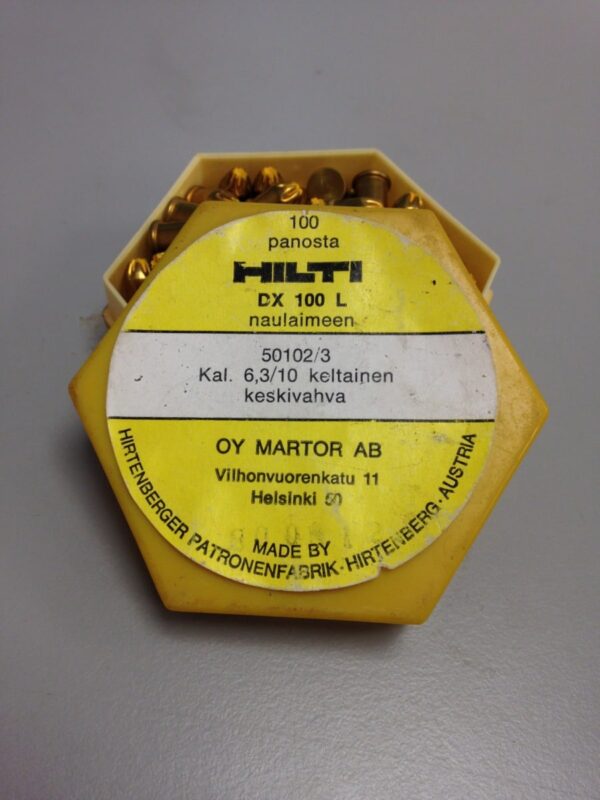 100
panosta
HILTI
DX 100 L
naulaimeen
50102/3
Kal. 6,3/10 keltainen
keskivahva
OY MARTOR AB
Vilhonvuorenkatu 11
Helsinki 50
MADE BY
HIRTENBERGER PATRONENFABRIK · HIRTENBERG · AUSTRIA